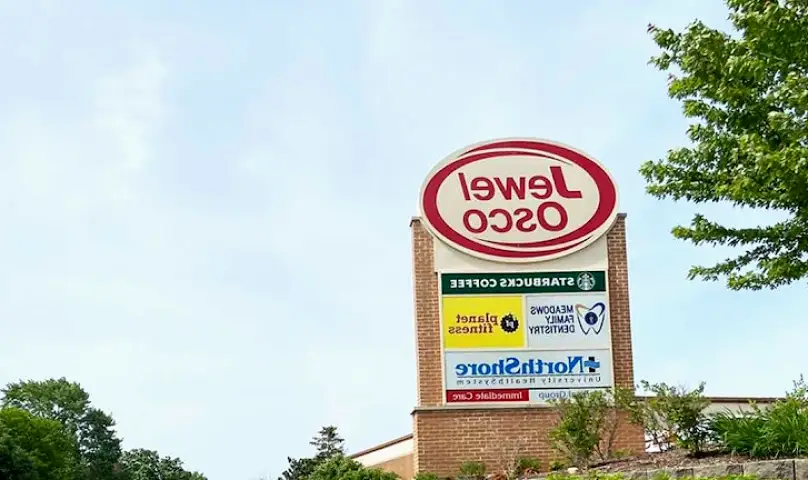 Jewel
Osco
STARBUCKS COFFEE
MEADOWS
FAMILY
DENTISTRY
planet
fitness
NorthShore
University HealthSystem
Group
Immediate Care